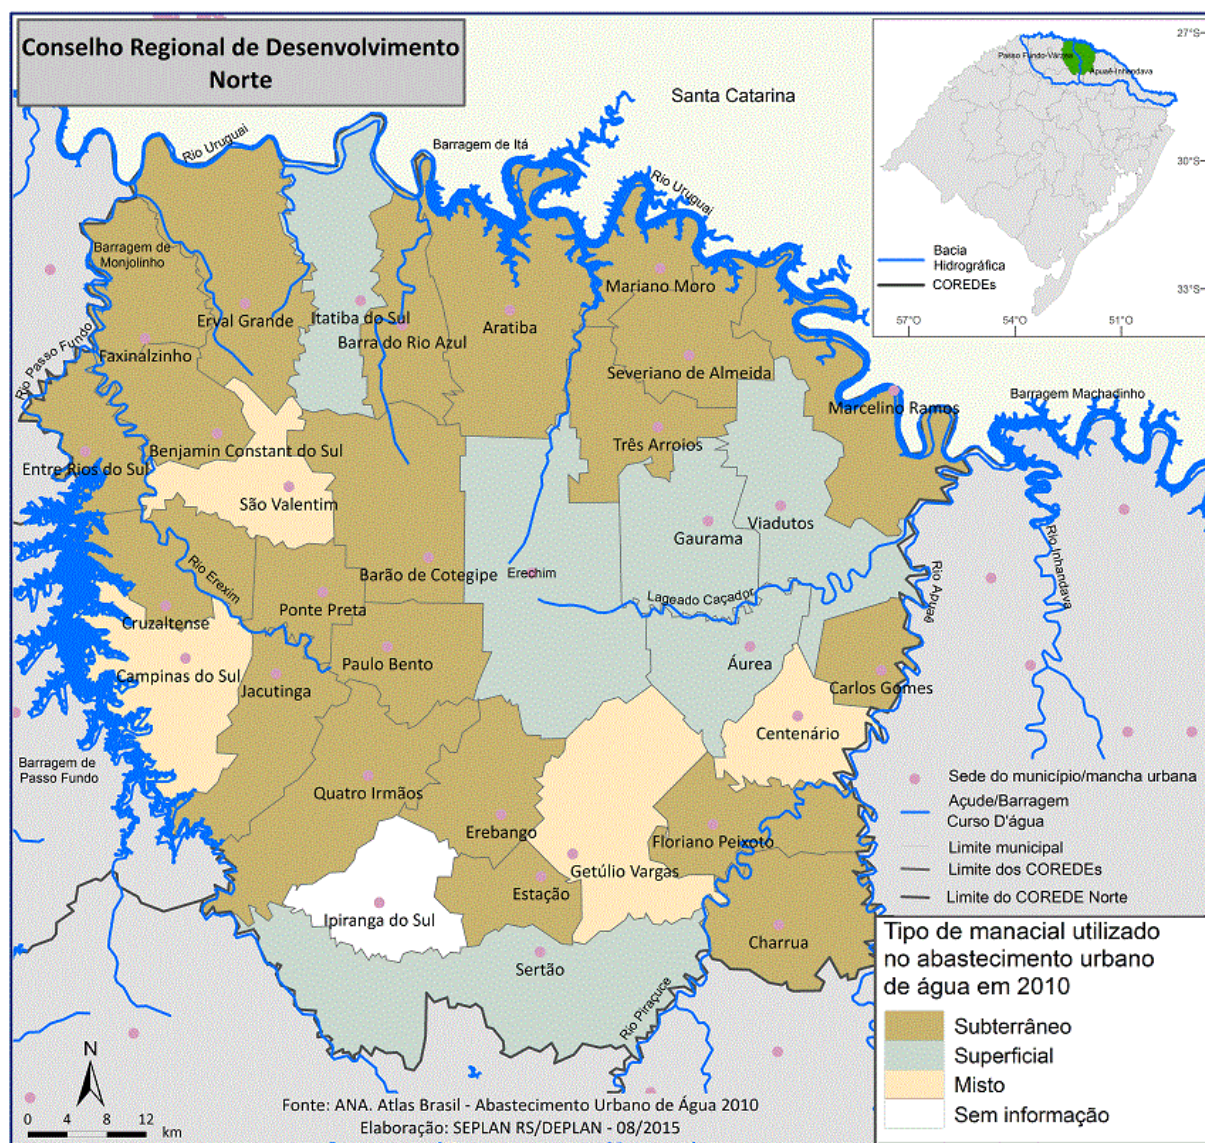 Conselho Regional de Desenvolvimento
Norte
Santa Catarina
27°S
Passo Fundo-Várzea
Apuaê-Inhandava
30°S
33°S
57°O
54°O
51°O
Bacia
Hidrográfica
COREDEs
Rio Uruguai
Barragem de Itá
Rio Uruguai
Barragem de
Monjolinho
Mariano Moro
Erval Grande
Itatiba do Sul
Aratiba
Barra do Rio Azul
Faxinalzinho
Rio Passo Fundo
Severiano de Almeida
Barragem Machadinho
Marcelino Ramos
Três Arroios
Benjamin Constant do Sul
Entre Rios do Sul
São Valentim
Viadutos
Gaurama
Rio Inhandava
Rio Erexim
Barão de Cotegipe
Erechim
Rio Apuaê
Lageado Caçador
Ponte Preta
Cruzaltense
Paulo Bento
Áurea
Campinas do Sul
Jacutinga
Carlos Gomes
Centenário
Barragem de
Passo Fundo
Quatro Irmãos
Erebango
Floriano Peixoto
Getúlio Vargas
Estação
Ipiranga do Sul
Charrua
Sertão
Rio Piraçuce
Sede do município/mancha urbana
Açude/Barragem
Curso D'água
Limite municipal
Limite dos COREDEs
Limite do COREDE Norte
Tipo de manacial utilizado
no abastecimento urbano
de água em 2010
Subterrâneo
Superficial
Misto
Sem informação
N
0 4 8 12
km
Fonte: ANA. Atlas Brasil - Abastecimento Urbano de Água 2010
Elaboração: SEPLAN RS/DEPLAN - 08/2015